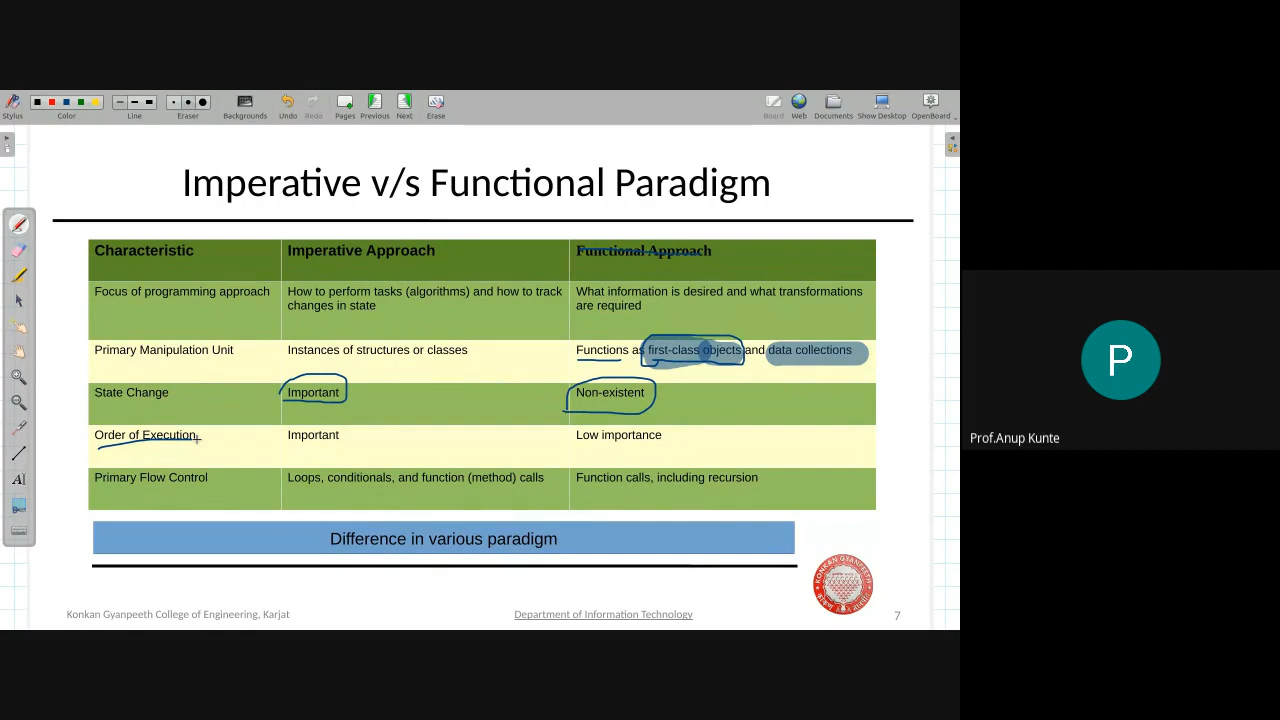 Stylus
Color
Line
Eraser
Backgrounds
Undo
Redo
Pages
Previous
Next
Erase
Board
Web
Documents
Show Desktop
OpenBoard
Imperative v/s Functional Paradigm
Characteristic
Imperative Approach
Functional Approach
Focus of programming approach
How to perform tasks (algorithms) and how to track
changes in state
What information is desired and what transformations
are required
Primary Manipulation Unit
Instances of structures or classes
Functions as first-class objects and data collections
State Change
Important
Non-existent
Order of Execution
Important
Low importance
Primary Flow Control
Loops, conditionals, and function (method) calls
Function calls, including recursion
Difference in various paradigm
KONKAN GYANPEETH
Konkan Gyanpeeth College of Engineering, Karjat
Department of Information Technology
7
P
Prof.Anup Kunte